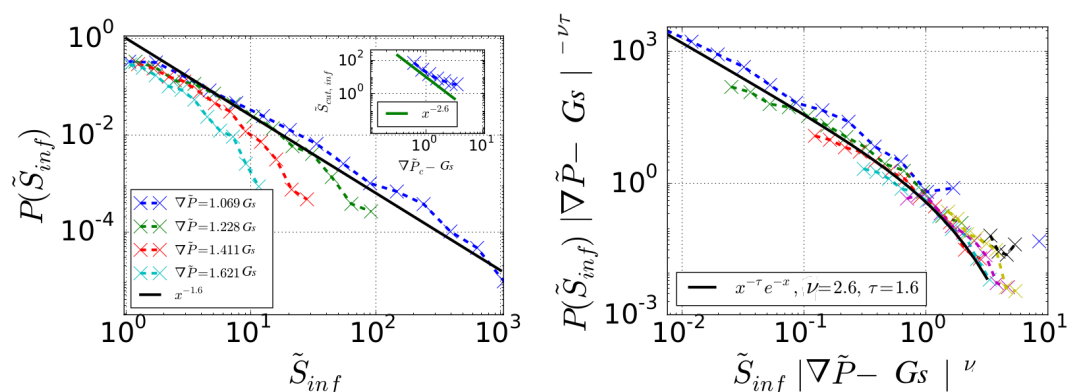 P(S̃_inf)
10^0
10^-2
10^-4
10^0 10^1 10^2 10^3
S̃_inf
∇P̃=1.069 Gs
∇P̃=1.228 Gs
∇P̃=1.411 Gs
∇P̃=1.621 Gs
x^-1.6
S̃_cut, inf
10^2
10^0
x^-2.6
10^0 10^1
∇P̃_c − Gs
P(S̃_inf) |∇P̃− Gs |^-ντ
10^3
10^0
10^-3
x^-τ e^-x, ν=2.6, τ=1.6
10^-2 10^-1 10^0 10^1
S̃_inf |∇P̃− Gs |^ν